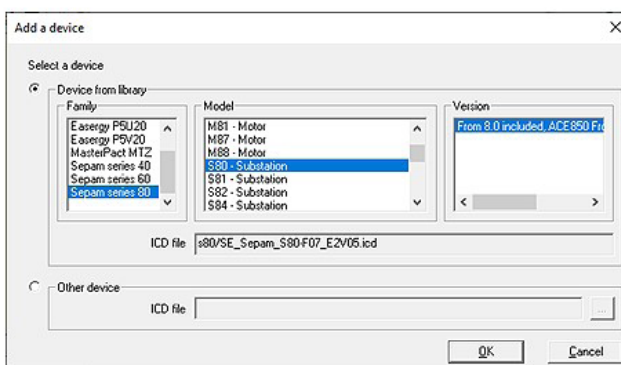 Add a device
Select a device
Device from library
Family
Easergy P5U20
Easergy P5V20
MasterPact MTZ
Sepam series 40
Sepam series 60
Sepam series 80
Model
M81 - Motor
M87 - Motor
M88 - Motor
S80 - Substation
S81 - Substation
S82 - Substation
S84 - Substation
Version
From 8.0 included, ACE850 Fro
ICD file
s80/SE_Sepam_S80-F07_E2V05.icd
Other device
ICD file
...
OK
Cancel